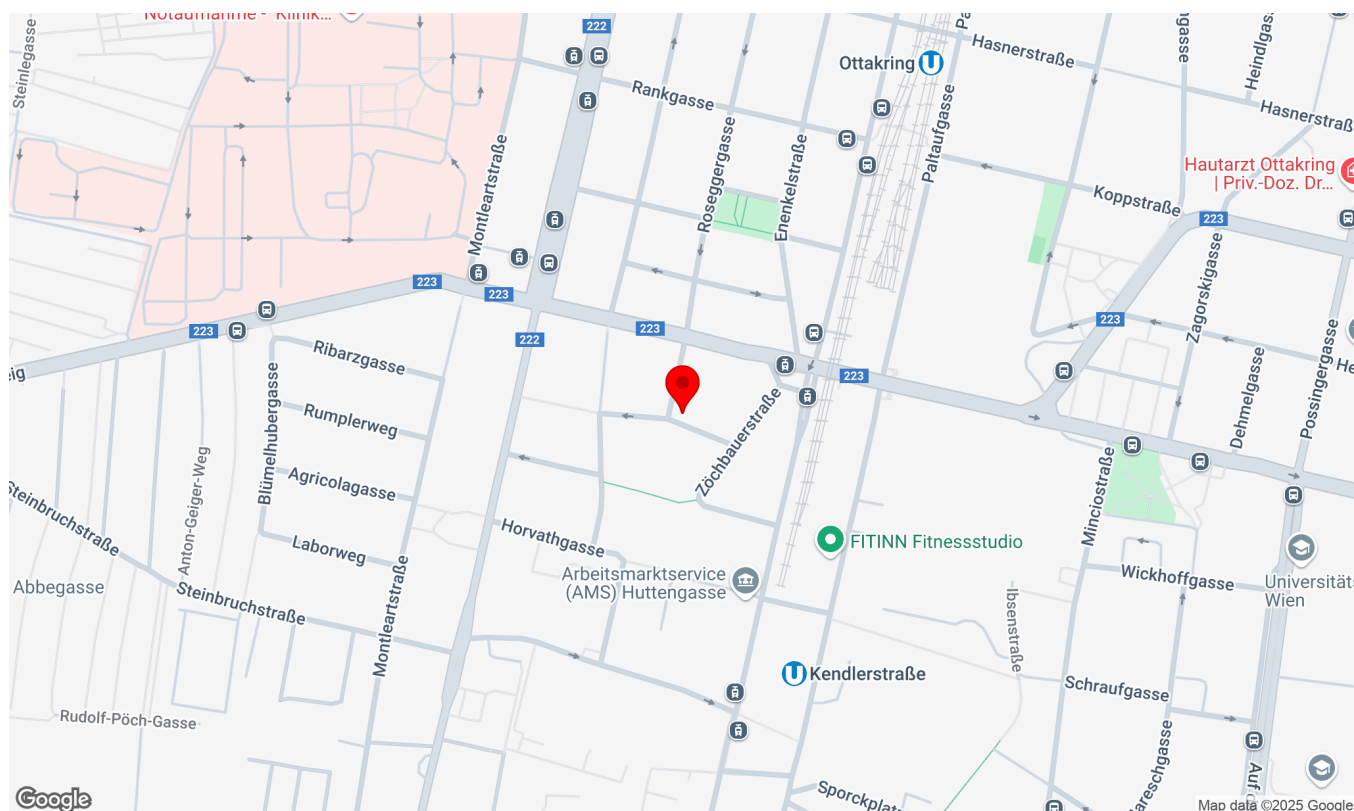 Notaufnahme - Klinik...
222
Ottakring
Hasnerstraße
Heindlgasse
Steinlegasse
Rankgasse
Hasnerstraße
Montleartstraße
Roseggergasse
Enenkelstraße
Paltaufgasse
Hautarzt Ottakring
| Priv.-Doz. Dr...
Koppstraße
223
223
223
223
223
222
223
223
Zagorskigasse
Possingergasse
Dehmelgasse
Ribarzgasse
Blümelhubergasse
Rumplerweg
Zöchbauerstraße
Anton-Geiger-Weg
Agricolagasse
Minciostraße
Steinbruchstraße
Horvathgasse
Laborweg
FITINN Fitnessstudio
Arbeitsmarktservice
(AMS) Huttengasse
Abbegasse
Steinbruchstraße
Montleartstraße
Wickhoffgasse
Universitäts
Wien
Ibsenstraße
Kendlerstraße
Schraufgasse
Rudolf-Pöch-Gasse
Sporckplatz
areschgasse
Google
Map data ©2025 Google